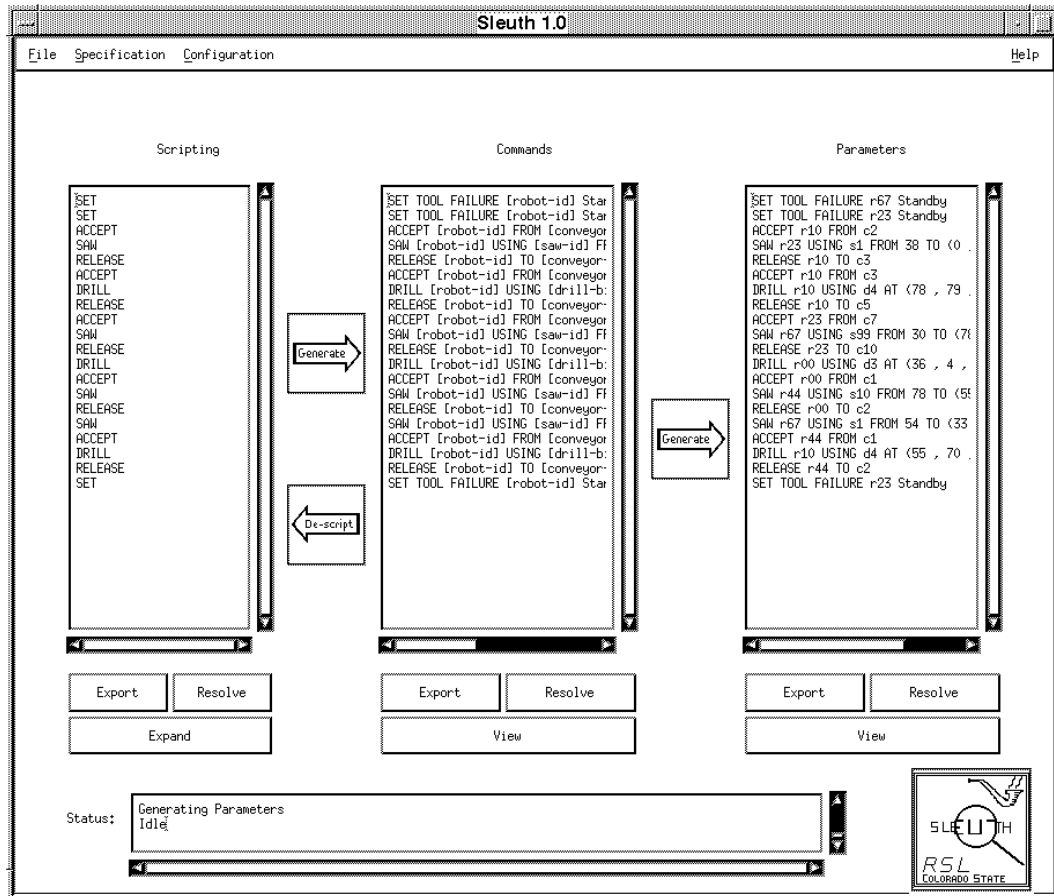 Sleuth 1.0
File Specification Configuration Help
Scripting
SET
SET
ACCEPT
SAW
RELEASE
ACCEPT
DRILL
RELEASE
ACCEPT
SAW
RELEASE
DRILL
ACCEPT
SAW
RELEASE
SAW
ACCEPT
DRILL
RELEASE
SET
Export Resolve
Expand
Generate
De-script
Commands
SET TOOL FAILURE [robot-id] Star
SET TOOL FAILURE [robot-id] Star
ACCEPT [robot-id] FROM [conveyor
SAW [robot-id] USING [saw-id] FF
RELEASE [robot-id] TO [conveyor-
ACCEPT [robot-id] FROM [conveyor
DRILL [robot-id] USING [drill-b:
RELEASE [robot-id] TO [conveyor-
ACCEPT [robot-id] FROM [conveyor
SAW [robot-id] USING [saw-id] FF
RELEASE [robot-id] TO [conveyor-
DRILL [robot-id] USING [drill-b:
ACCEPT [robot-id] FROM [conveyor
SAW [robot-id] USING [saw-id] FF
RELEASE [robot-id] TO [conveyor-
SAW [robot-id] USING [saw-id] FF
ACCEPT [robot-id] FROM [conveyor
DRILL [robot-id] USING [drill-b:
RELEASE [robot-id] TO [conveyor-
SET TOOL FAILURE [robot-id] Star
Export Resolve
View
Generate
Parameters
SET TOOL FAILURE r67 Standby
SET TOOL FAILURE r23 Standby
ACCEPT r10 FROM c2
SAW r23 USING s1 FROM 38 TO (0 ,
RELEASE r10 TO c3
ACCEPT r10 FROM c3
DRILL r10 USING d4 AT (78 , 79 ,
RELEASE r10 TO c5
ACCEPT r23 FROM c7
SAW r67 USING s99 FROM 30 TO (78
RELEASE r23 TO c10
DRILL r00 USING d3 AT (36 , 4 ,
ACCEPT r00 FROM c1
SAW r44 USING s10 FROM 78 TO (55
RELEASE r00 TO c2
SAW r67 USING s1 FROM 54 TO (33
ACCEPT r44 FROM c1
DRILL r10 USING d4 AT (55 , 70 ,
RELEASE r44 TO c2
SET TOOL FAILURE r23 Standby
Export Resolve
View
Status:
Generating Parameters
Idle
SLEUTH
RSL
COLORADO STATE